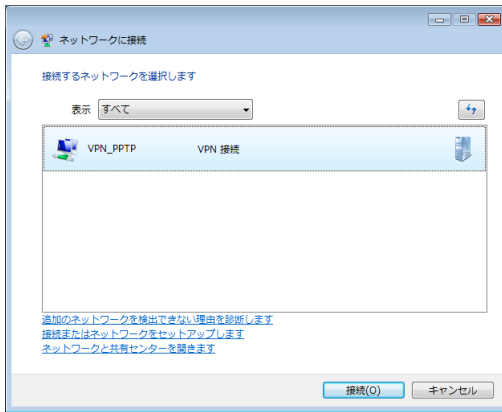 ネットワークに接続
接続するネットワークを選択します
表示 すべて
VPN_PPTP VPN 接続
追加のネットワークを検出できない理由を診断します
接続またはネットワークをセットアップします
ネットワークと共有センターを開きます
接続(O) キャンセル